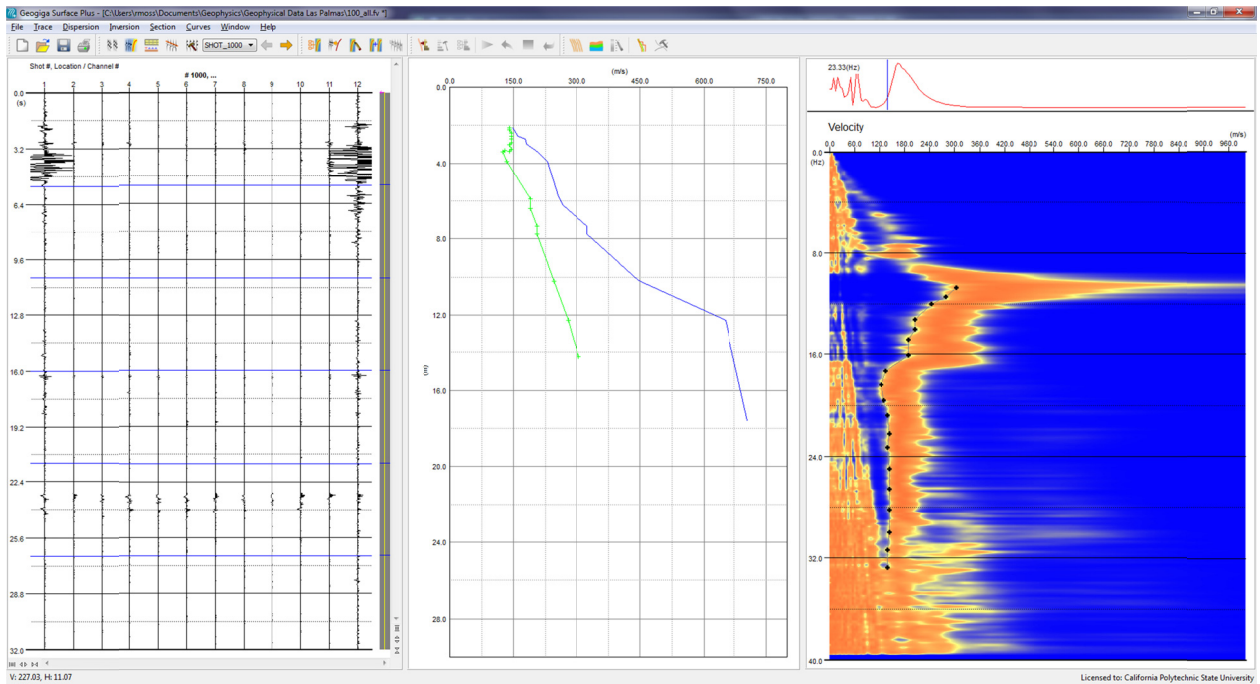 Geogiga Surface Plus - [C:\Users\rmoss\Documents\Geophysics\Geophysical Data Las Palmas\100_all.fv *]
File Trace Dispersion Inversion Section Curves Window Help
SHOT_1000
Shot #, Location / Channel #
# 1000, ...
1 2 3 4 5 6 7 8 9 10 11 12
0.0
(s)
3.2
6.4
9.6
12.8
16.0
19.2
22.4
25.6
28.8
32.0
(m/s)
0.0 150.0 300.0 450.0 600.0 750.0
0.0
4.0
8.0
12.0
(m)
16.0
20.0
24.0
28.0
23.33(Hz)
Velocity
(m/s)
0.0 60.0 120.0 180.0 240.0 300.0 360.0 420.0 480.0 540.0 600.0 660.0 720.0 780.0 840.0 900.0 960.0
0.0
(Hz)
8.0
16.0
24.0
32.0
40.0
V: 227.03, H: 11.07
Licensed to: California Polytechnic State University